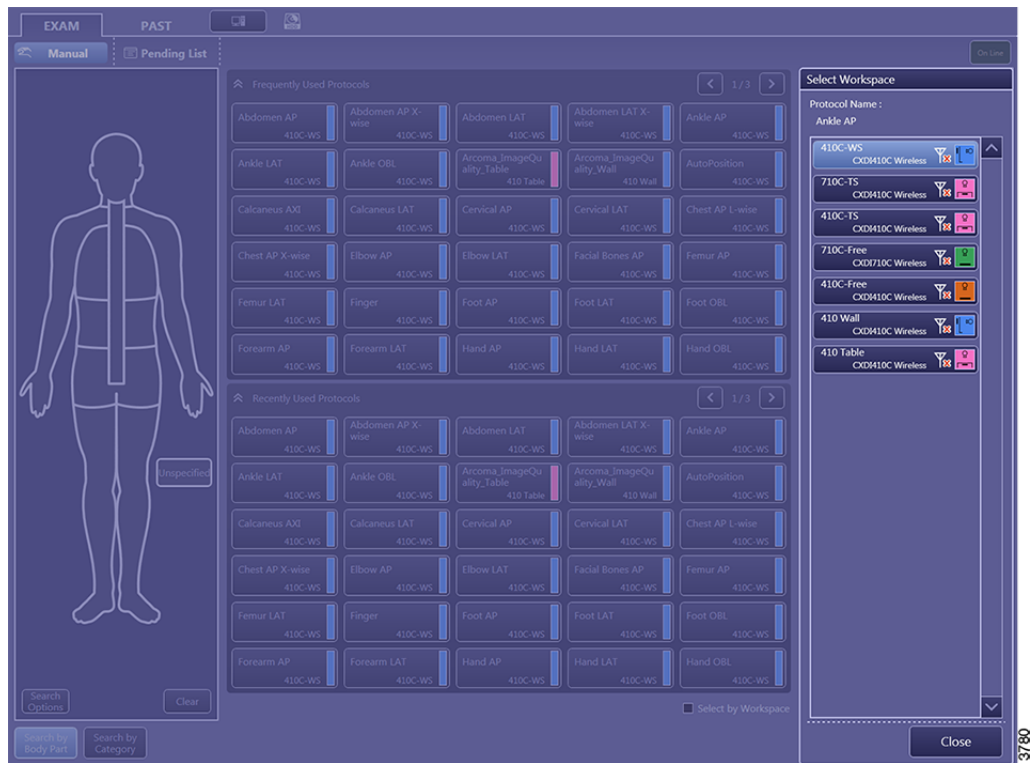 EXAM
PAST
Manual
Pending List
On Line
Unspecified
Search
Options
Clear
Search by
Body Part
Search by
Category
Frequently Used Protocols
1/3
Abdomen AP
410C-WS
Abdomen AP X-
wise
410C-WS
Abdomen LAT
410C-WS
Abdomen LAT X-
wise
410C-WS
Ankle AP
410C-WS
Ankle LAT
410C-WS
Ankle OBL
410C-WS
Arcoma_ImageQu
ality_Table
410 Table
Arcoma_ImageQu
ality_Wall
410 Wall
AutoPosition
410C-WS
Calcaneus AXI
410C-WS
Calcaneus LAT
410C-WS
Cervical AP
410C-WS
Cervical LAT
410C-WS
Chest AP L-wise
410C-WS
Chest AP X-wise
410C-WS
Elbow AP
410C-WS
Elbow LAT
410C-WS
Facial Bones AP
410C-WS
Femur AP
410C-WS
Femur LAT
410C-WS
Finger
410C-WS
Foot AP
410C-WS
Foot LAT
410C-WS
Foot OBL
410C-WS
Forearm AP
410C-WS
Forearm LAT
410C-WS
Hand AP
410C-WS
Hand LAT
410C-WS
Hand OBL
410C-WS
Recently Used Protocols
1/3
Abdomen AP
410C-WS
Abdomen AP X-
wise
410C-WS
Abdomen LAT
410C-WS
Abdomen LAT X-
wise
410C-WS
Ankle AP
410C-WS
Ankle LAT
410C-WS
Ankle OBL
410C-WS
Arcoma_ImageQu
ality_Table
410 Table
Arcoma_ImageQu
ality_Wall
410 Wall
AutoPosition
410C-WS
Calcaneus AXI
410C-WS
Calcaneus LAT
410C-WS
Cervical AP
410C-WS
Cervical LAT
410C-WS
Chest AP L-wise
410C-WS
Chest AP X-wise
410C-WS
Elbow AP
410C-WS
Elbow LAT
410C-WS
Facial Bones AP
410C-WS
Femur AP
410C-WS
Femur LAT
410C-WS
Finger
410C-WS
Foot AP
410C-WS
Foot LAT
410C-WS
Foot OBL
410C-WS
Forearm AP
410C-WS
Forearm LAT
410C-WS
Hand AP
410C-WS
Hand LAT
410C-WS
Hand OBL
410C-WS
Select by Workspace
Select Workspace
Protocol Name :
Ankle AP
410C-WS
CXDI410C Wireless
710C-TS
CXDI410C Wireless
410C-TS
CXDI410C Wireless
710C-Free
CXDI710C Wireless
410C-Free
CXDI410C Wireless
410 Wall
CXDI410C Wireless
410 Table
CXDI410C Wireless
Close
3780